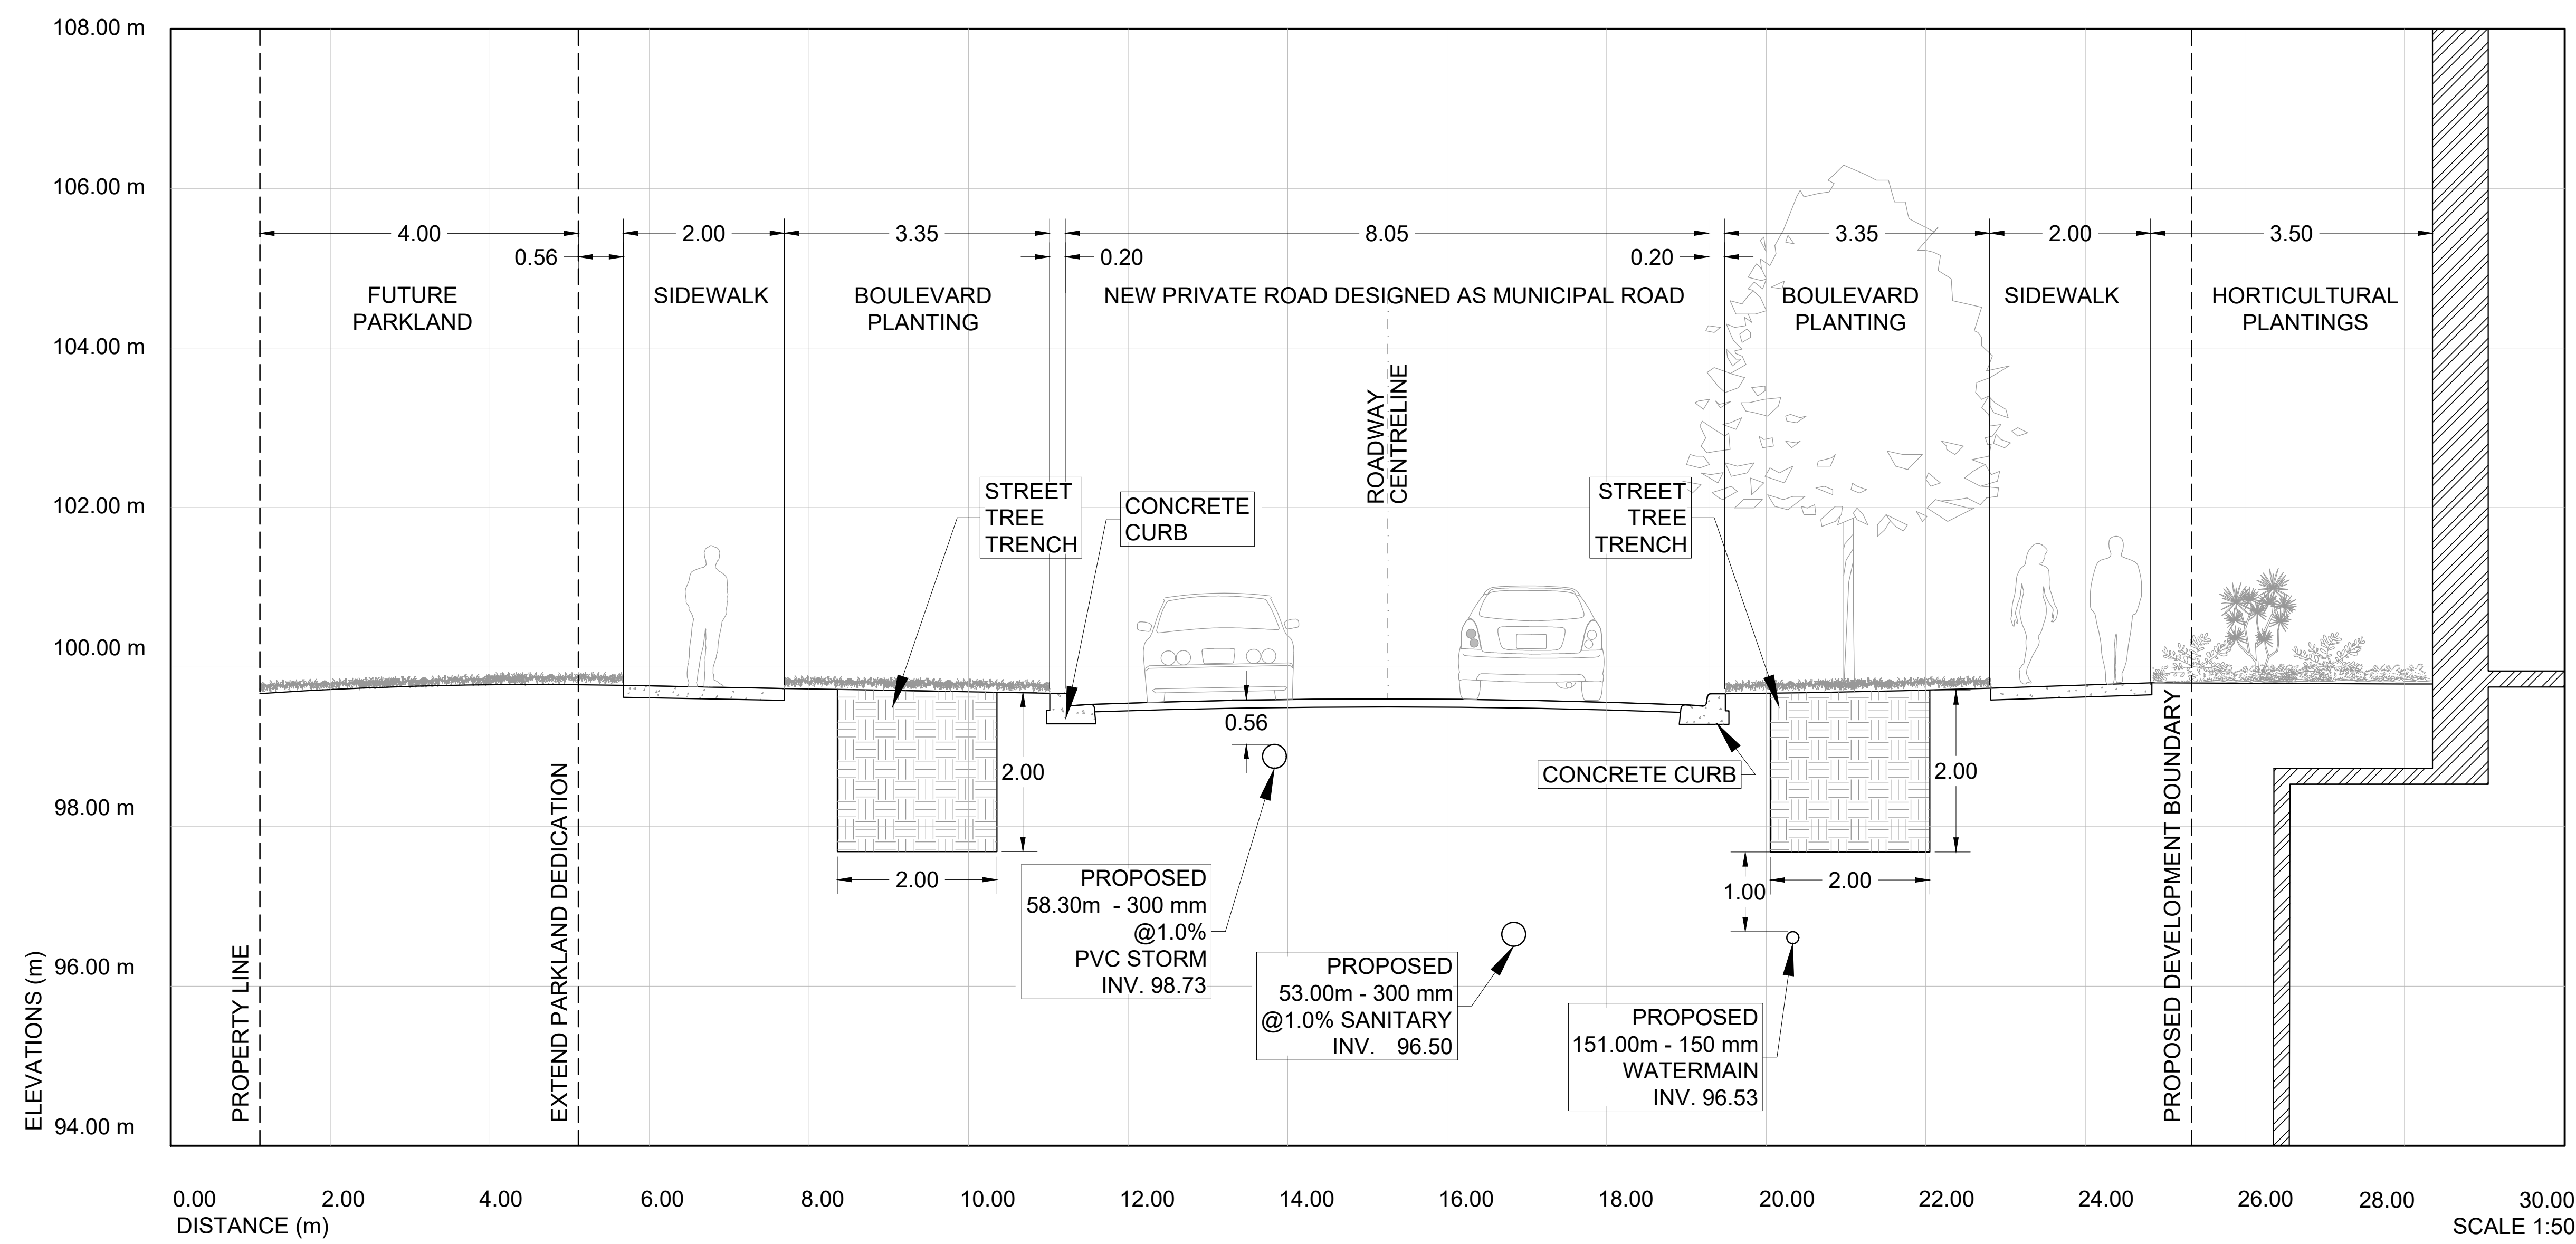 108.00 m
106.00 m
104.00 m
102.00 m
100.00 m
98.00 m
96.00 m
94.00 m
ELEVATIONS (m)
4.00
0.56
2.00
3.35
0.20
8.05
0.20
3.35
2.00
3.50
FUTURE
PARKLAND
SIDEWALK
BOULEVARD
PLANTING
NEW PRIVATE ROAD DESIGNED AS MUNICIPAL ROAD
BOULEVARD
PLANTING
SIDEWALK
HORTICULTURAL
PLANTINGS
ROADWAY
CENTRELINE
STREET
TREE
TRENCH
CONCRETE
CURB
STREET
TREE
TRENCH
0.56
2.00
2.00
CONCRETE CURB
2.00
2.00
1.00
PROPOSED
58.30m - 300 mm
@1.0%
PVC STORM
INV. 98.73
PROPOSED
53.00m - 300 mm
@1.0% SANITARY
INV. 96.50
PROPOSED
151.00m - 150 mm
WATERMAIN
INV. 96.53
PROPERTY LINE
EXTEND PARKLAND DEDICATION
PROPOSED DEVELOPMENT BOUNDARY
0.00 2.00 4.00 6.00 8.00 10.00 12.00 14.00 16.00 18.00 20.00 22.00 24.00 26.00 28.00 30.00
DISTANCE (m)
SCALE 1:50